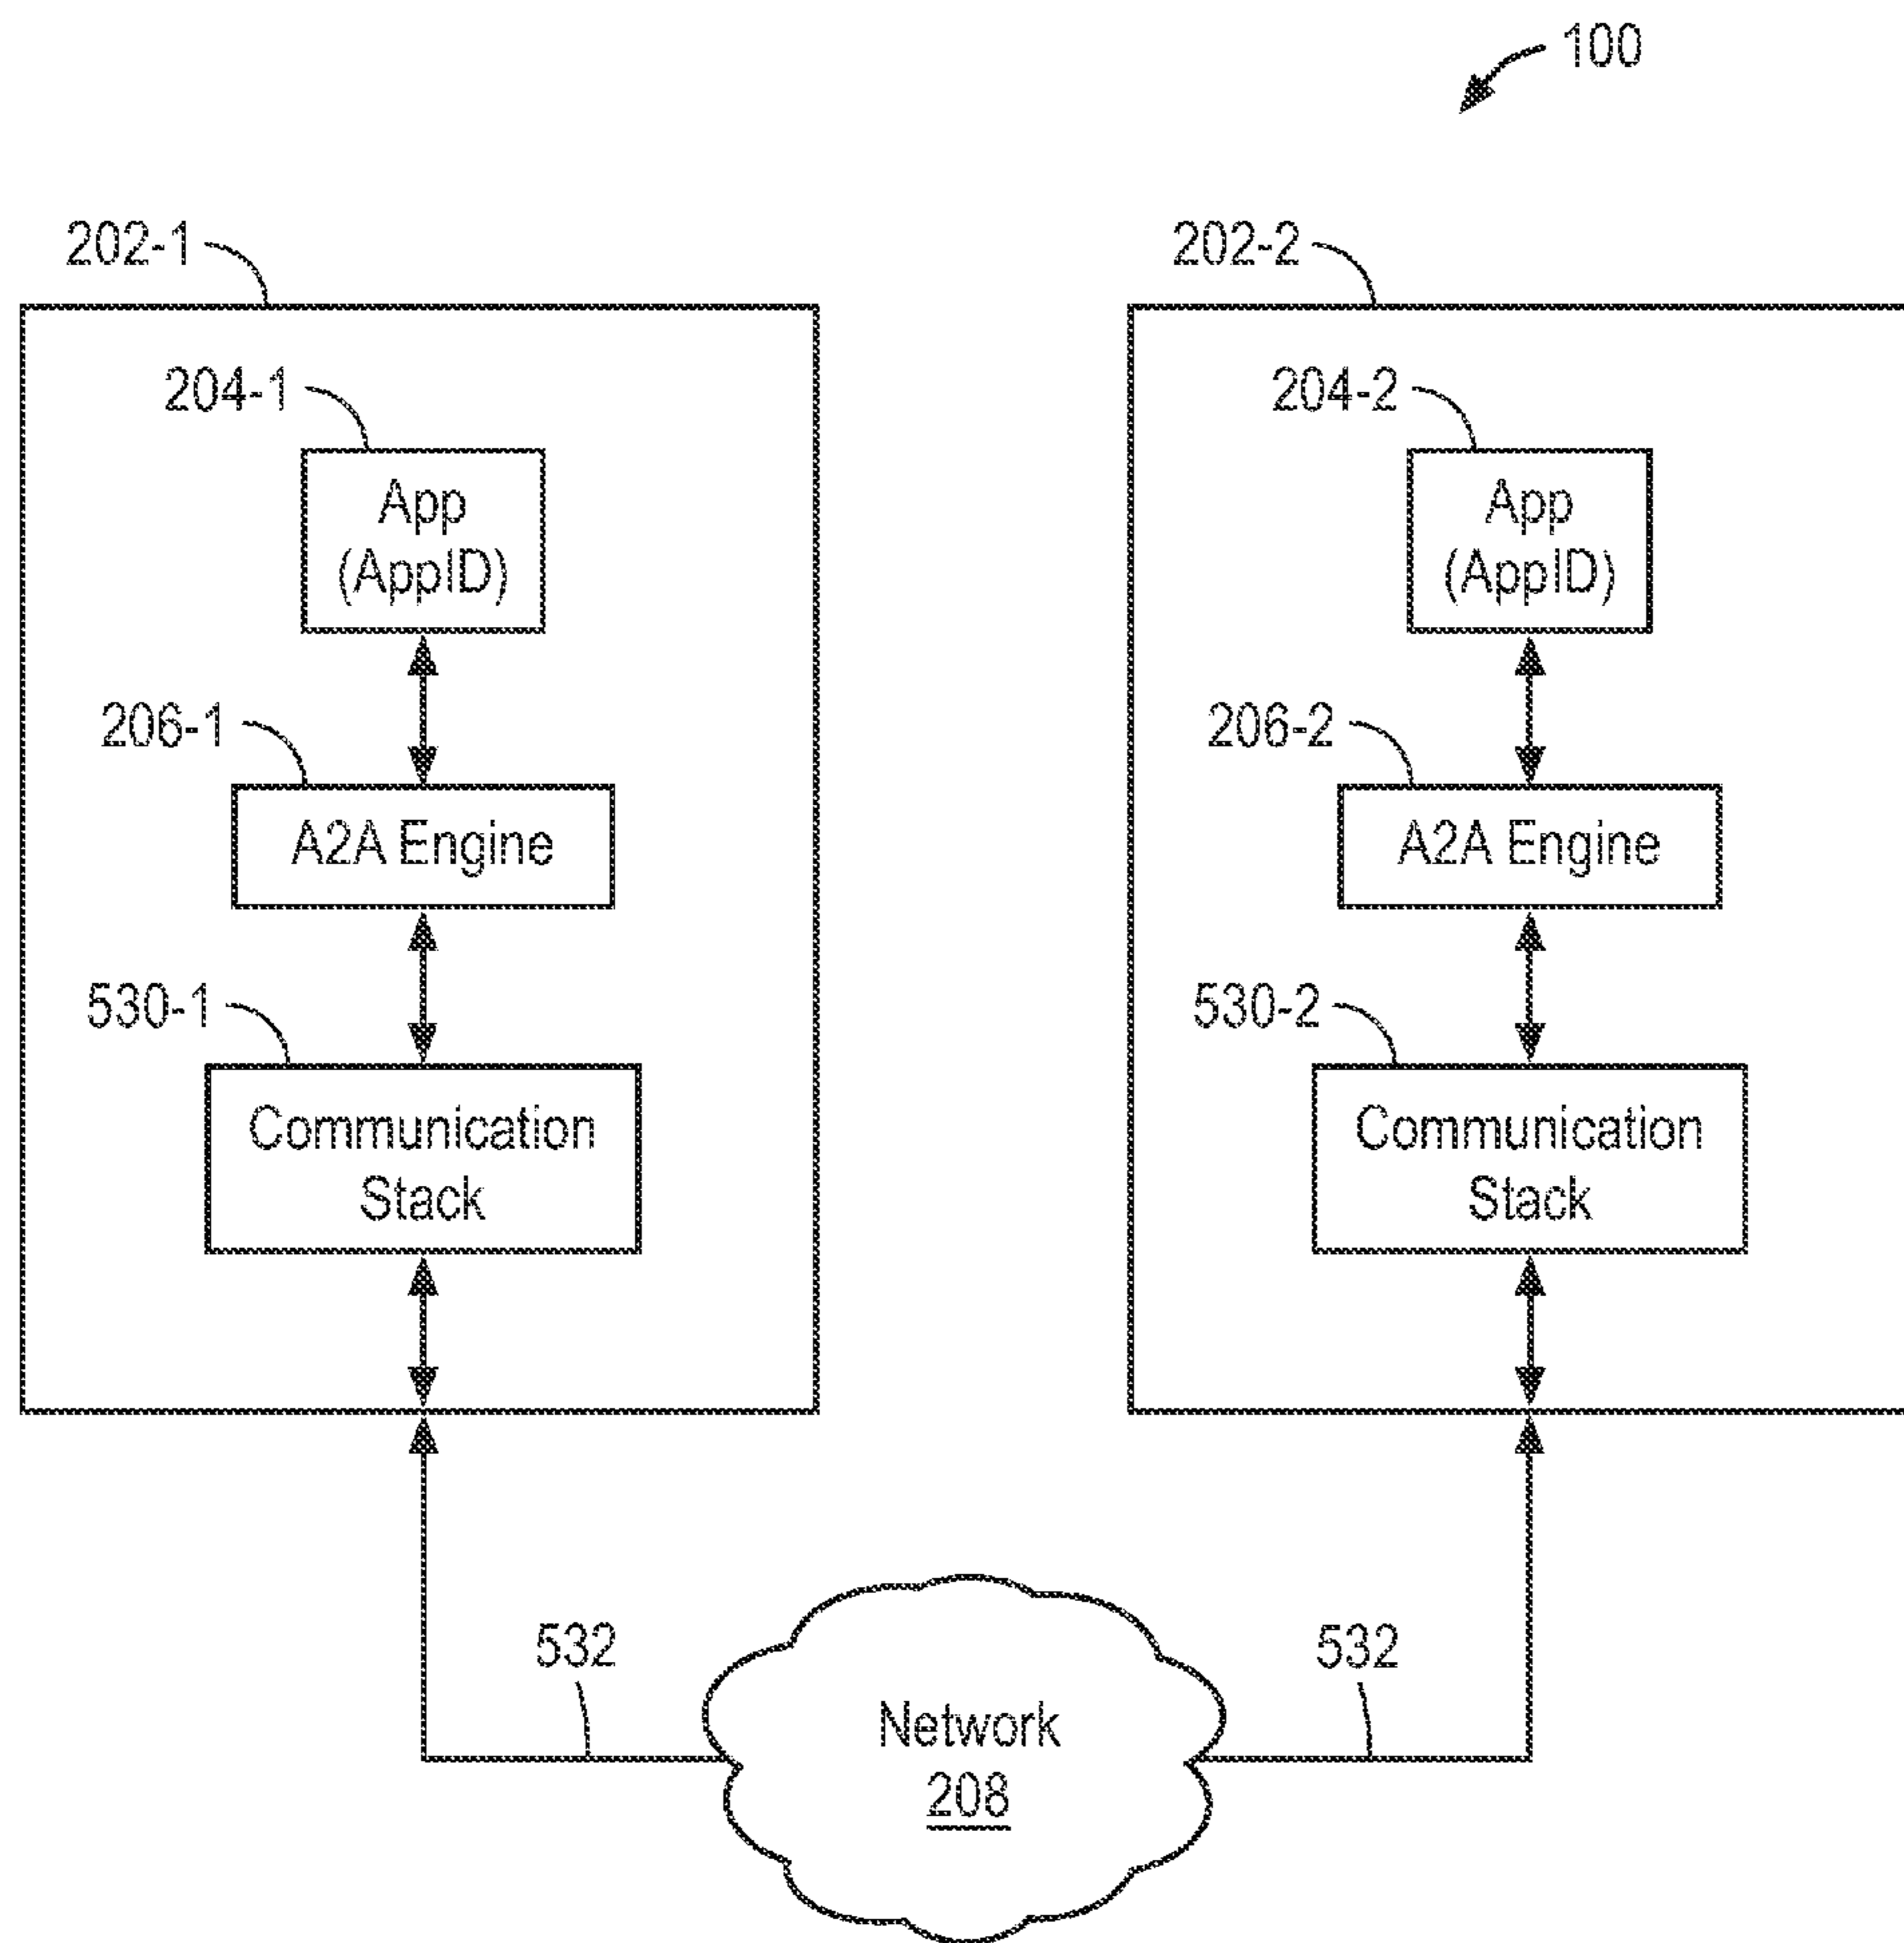 100
202-1
202-2
204-1
204-2
App
(AppID)
App
(AppID)
206-1
206-2
A2A Engine
A2A Engine
530-1
530-2
Communication
Stack
Communication
Stack
532
532
Network
208